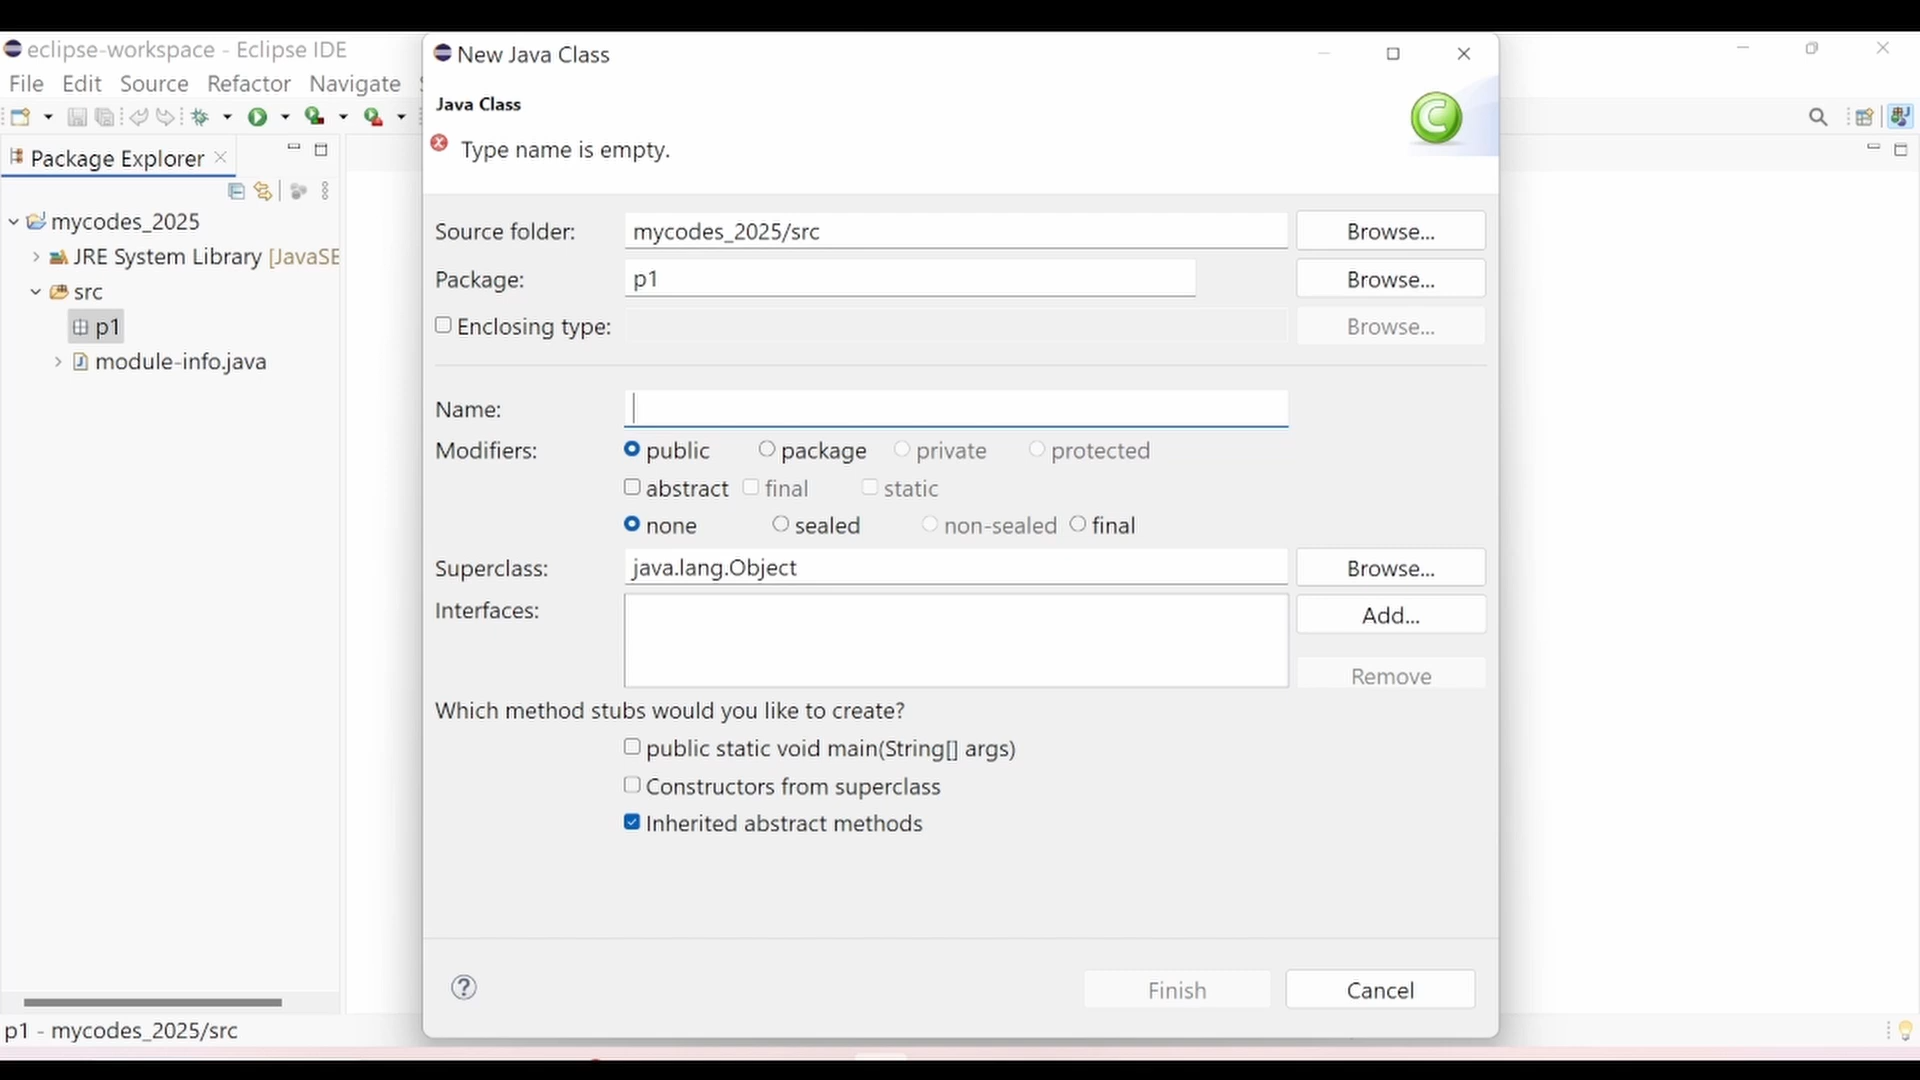 eclipse-workspace - Eclipse IDE
File Edit Source Refactor Navigate
Package Explorer
mycodes_2025
JRE System Library [JavaSE
src
p1
module-info.java
p1 - mycodes_2025/src
New Java Class
Java Class
Type name is empty.
Source folder: mycodes_2025/src Browse...
Package: p1 Browse...
Enclosing type: Browse...
Name:
Modifiers: public package private protected
abstract final static
none sealed non-sealed final
Superclass: java.lang.Object Browse...
Interfaces: Add...
Remove
Which method stubs would you like to create?
public static void main(String[] args)
Constructors from superclass
Inherited abstract methods
Finish Cancel